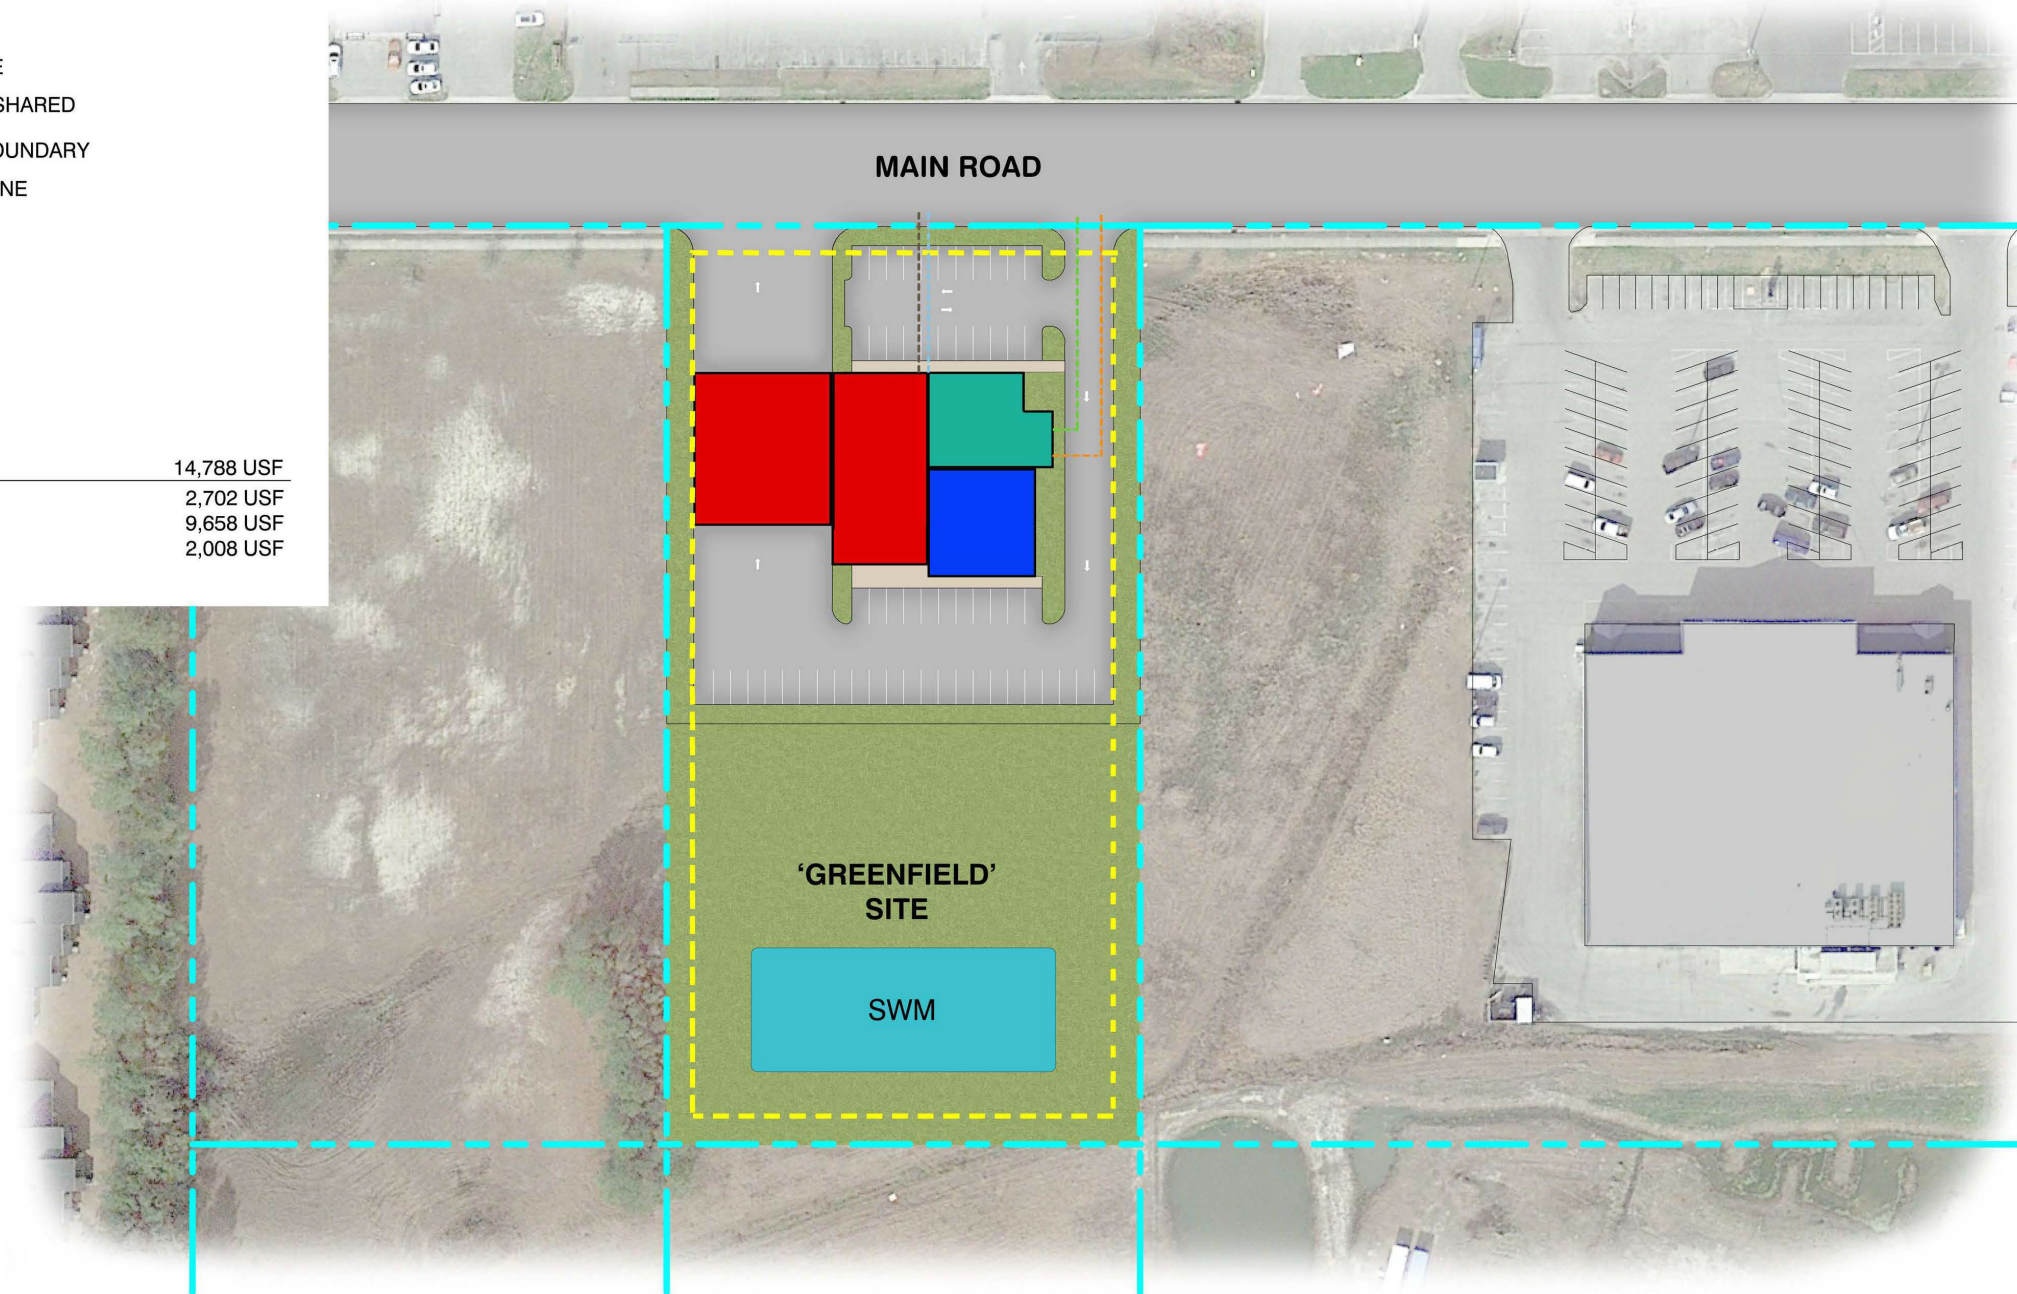 SHARED
NE
14,788 USF
2,702 USF
9,658 USF
2,008 USF
MAIN ROAD
‘GREENFIELD’
SITE
SWM